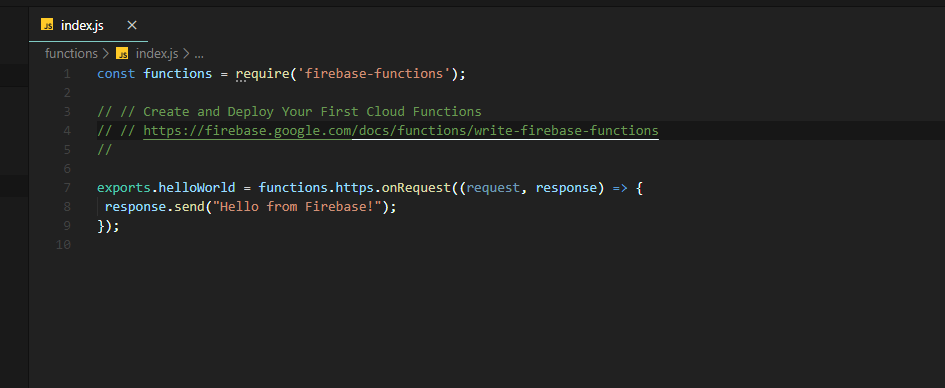 JS index.js ×
functions > JS index.js > ...
1 const functions = require('firebase-functions');
2
3 // // Create and Deploy Your First Cloud Functions
4 // // https://firebase.google.com/docs/functions/write-firebase-functions
5 //
6
7 exports.helloWorld = functions.https.onRequest((request, response) => {
8  response.send("Hello from Firebase!");
9 });
10